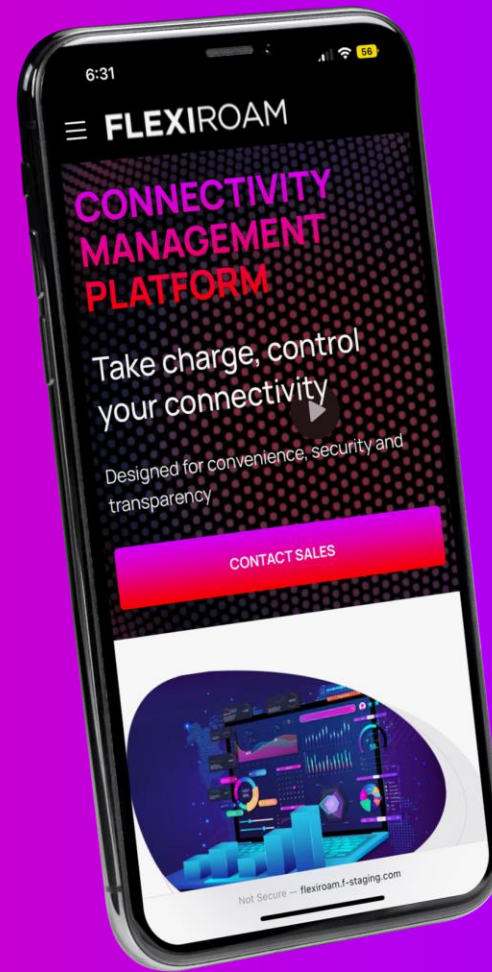 6:31
56
FLEXIROAM
CONNECTIVITY
MANAGEMENT
PLATFORM
Take charge, control
your connectivity
Designed for convenience, security and
transparency
CONTACT SALES
Not Secure — flexiroam.f-staging.com